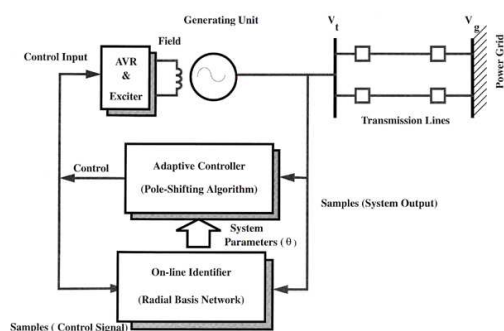 Generating Unit
V t
V g
Control Input
Field
AVR
&
Exciter
Power Grid
Transmission Lines
Control
Adaptive Controller
(Pole-Shifting Algorithm)
Samples (System Output)
System
Parameters ( θ )
On-line Identifier
(Radial Basis Network)
Samples ( Control Signal)